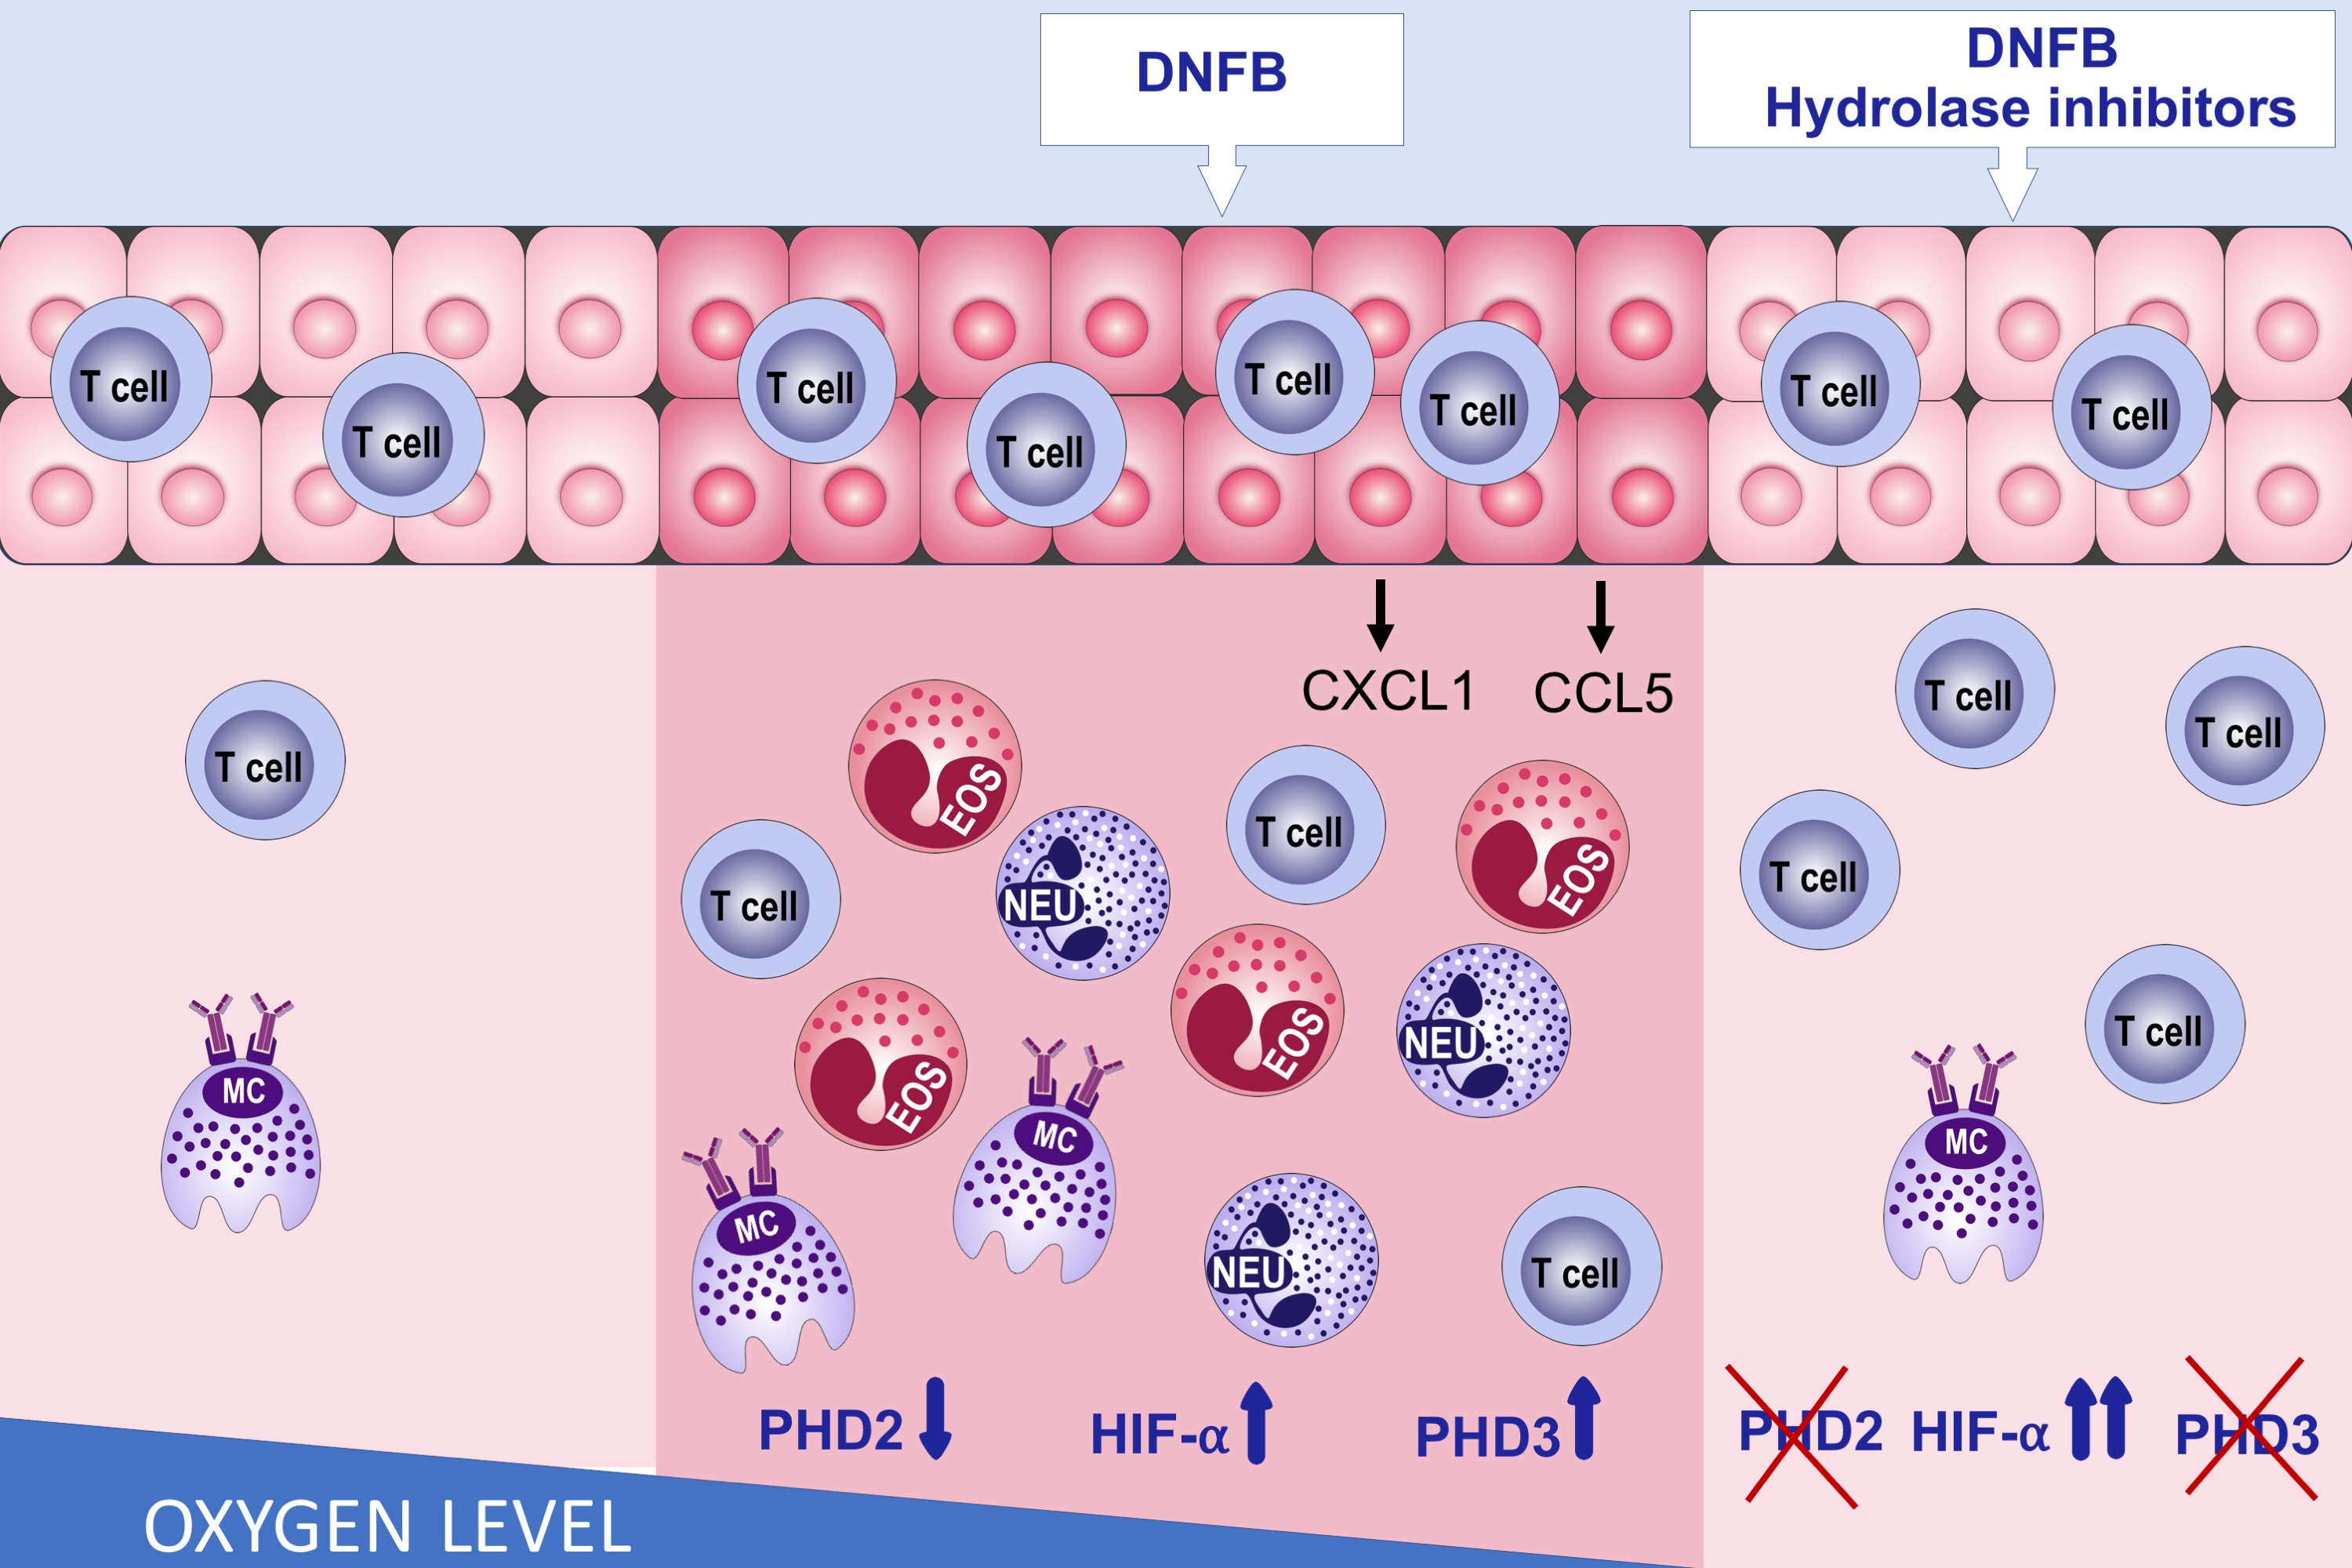 DNFB
DNFB
Hydrolase inhibitors
T cell
T cell
T cell
T cell
T cell
T cell
T cell
T cell
CXCL1
CCL5
T cell
EOS
T cell
NEU
T cell
EOS
T cell
T cell
T cell
MC
EOS
MC
MC
EOS
NEU
NEU
T cell
T cell
MC
PHD2
HIF-α
PHD3
PHD2
HIF-α
PHD3
OXYGEN LEVEL